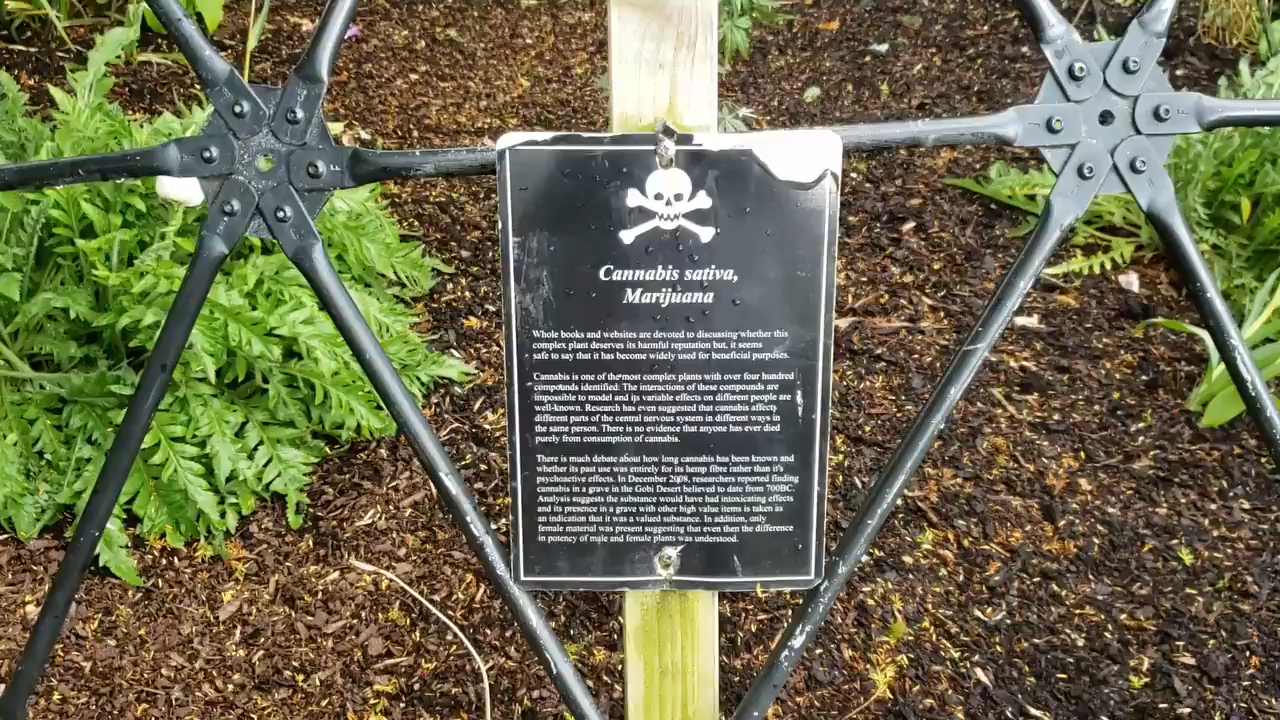 Cannabis sativa,
Marijuana
Whole books and websites are devoted to discussing whether this
complex plant deserves its harmful reputation but, it seems
safe to say that it has become widely used for beneficial purposes.
Cannabis is one of the most complex plants with over four hundred
compounds identified: The interactions of these compounds are
impossible to model and its variable effects on different people are
well-known. Research has even suggested that cannabis affects
different parts of the central nervous system in different ways in
the same person. There is no evidence that anyone has ever died
purely from consumption of cannabis.
There is much debate about how long cannabis has been known and
whether its past use was entirely for its hemp fibre rather than it's
psychoactive effects. In December 2008, researchers reported finding
cannabis in a grave in the Gobi Desert believed to date from 700BC.
Analysis suggests the substance would have had intoxicating effects
and its presence in a grave with other high value items is taken as
an indication that it was a valued substance. In addition, only
female material was present suggesting that even then the difference
in potency of male and female plants was understood.